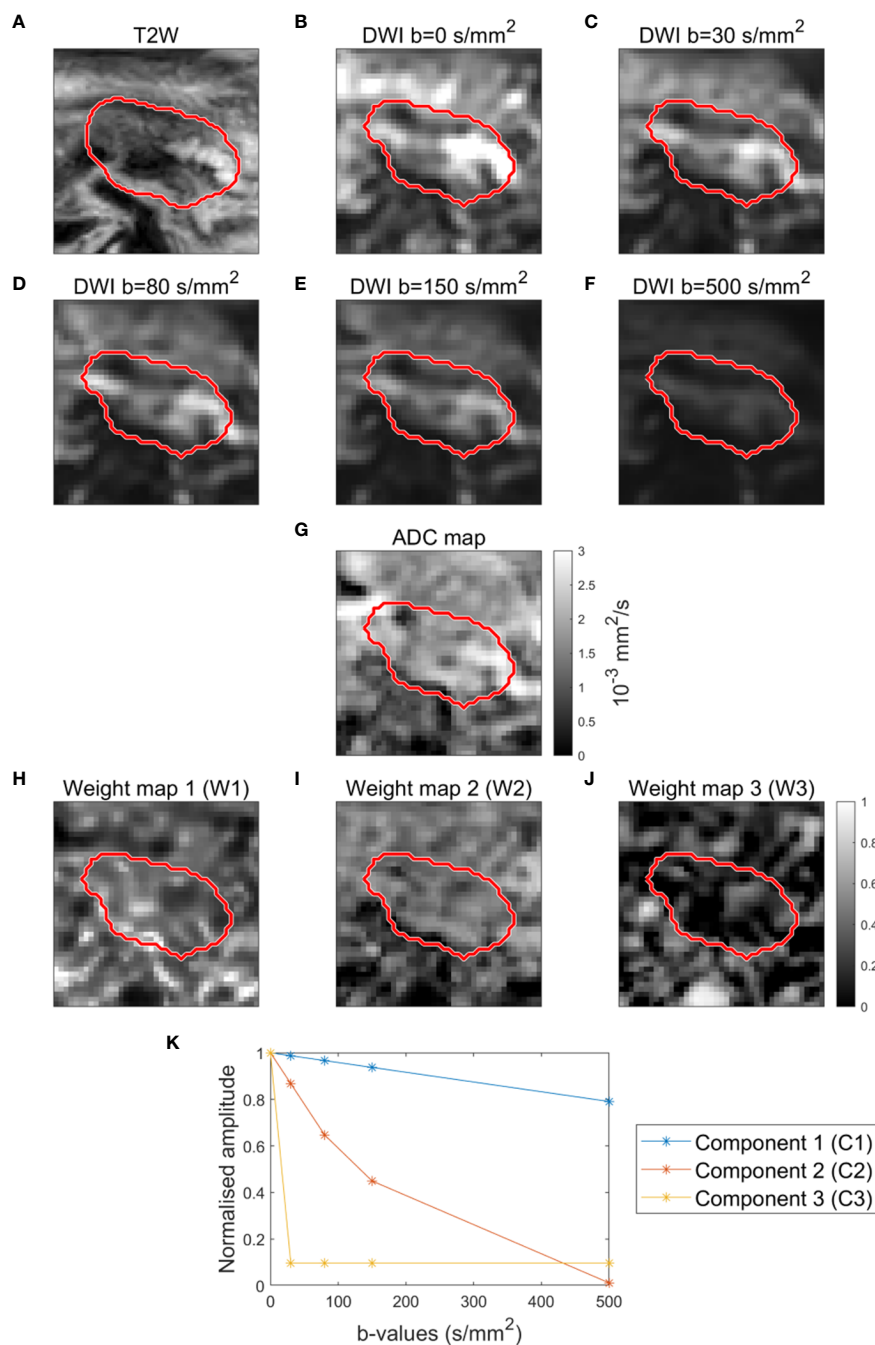 A
T2W
B
DWI b=0 s/mm²
C
DWI b=30 s/mm²
D
DWI b=80 s/mm²
E
DWI b=150 s/mm²
F
DWI b=500 s/mm²
G
ADC map
3
2.5
2
1.5
1
0.5
0
10⁻³ mm²/s
H
Weight map 1 (W1)
I
Weight map 2 (W2)
J
Weight map 3 (W3)
1
0.8
0.6
0.4
0.2
0
K
1
0.8
0.6
0.4
0.2
0
Normalised amplitude
0
100
200
300
400
500
b-values (s/mm²)
Component 1 (C1)
Component 2 (C2)
Component 3 (C3)